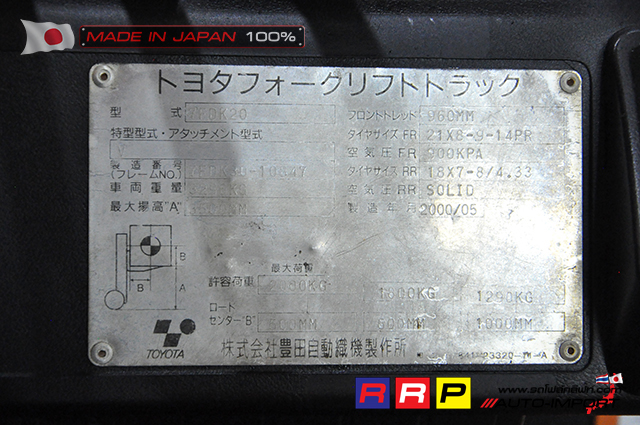 MADE IN JAPAN 100%
トヨタフォークリフトトラック
型 式 7FDK20 フロントトレッド 960MM
特型型式・アタッチメント型式 タイヤサイズ FR 21X8-9-14PR
V 空気圧 FR 900KPA
製造番号
(フレームNO.) タイヤサイズ RR 18X7-8/4.33
車両重量 空気圧 RR SOLID
最大揚高"A" 製造年月 2000/05
B
B A
最大荷重
許容荷重 1600KG 1290KG
ロード
センター"B" 600MM 1000MM
TOYOTA 株式会社豊田自動織機製作所
RRP
///AUTO-IMPORT